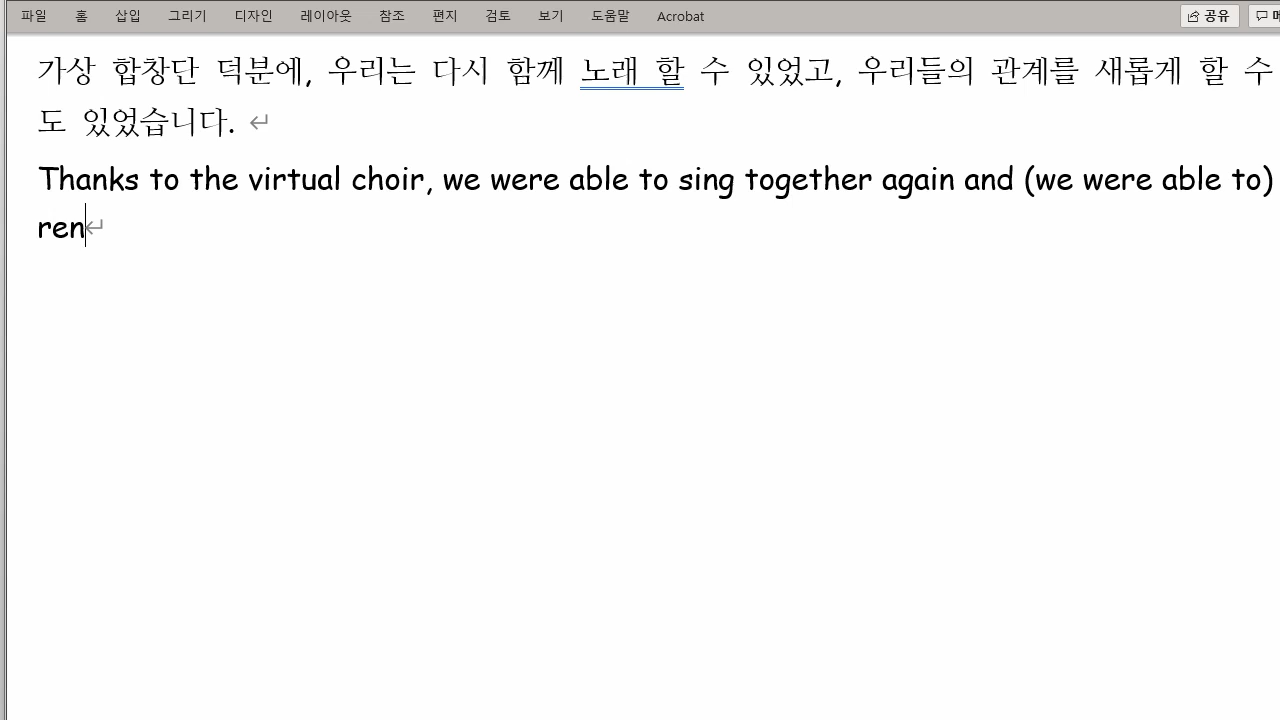 파일 홈 삽입 그리기 디자인 레이아웃 참조 편지 검토 보기 도움말 Acrobat 공유
가상 합창단 덕분에, 우리는 다시 함께 노래 할 수 있었고, 우리들의 관계를 새롭게 할 수
도 있었습니다. ↵
Thanks to the virtual choir, we were able to sing together again and (we were able to)
ren↵